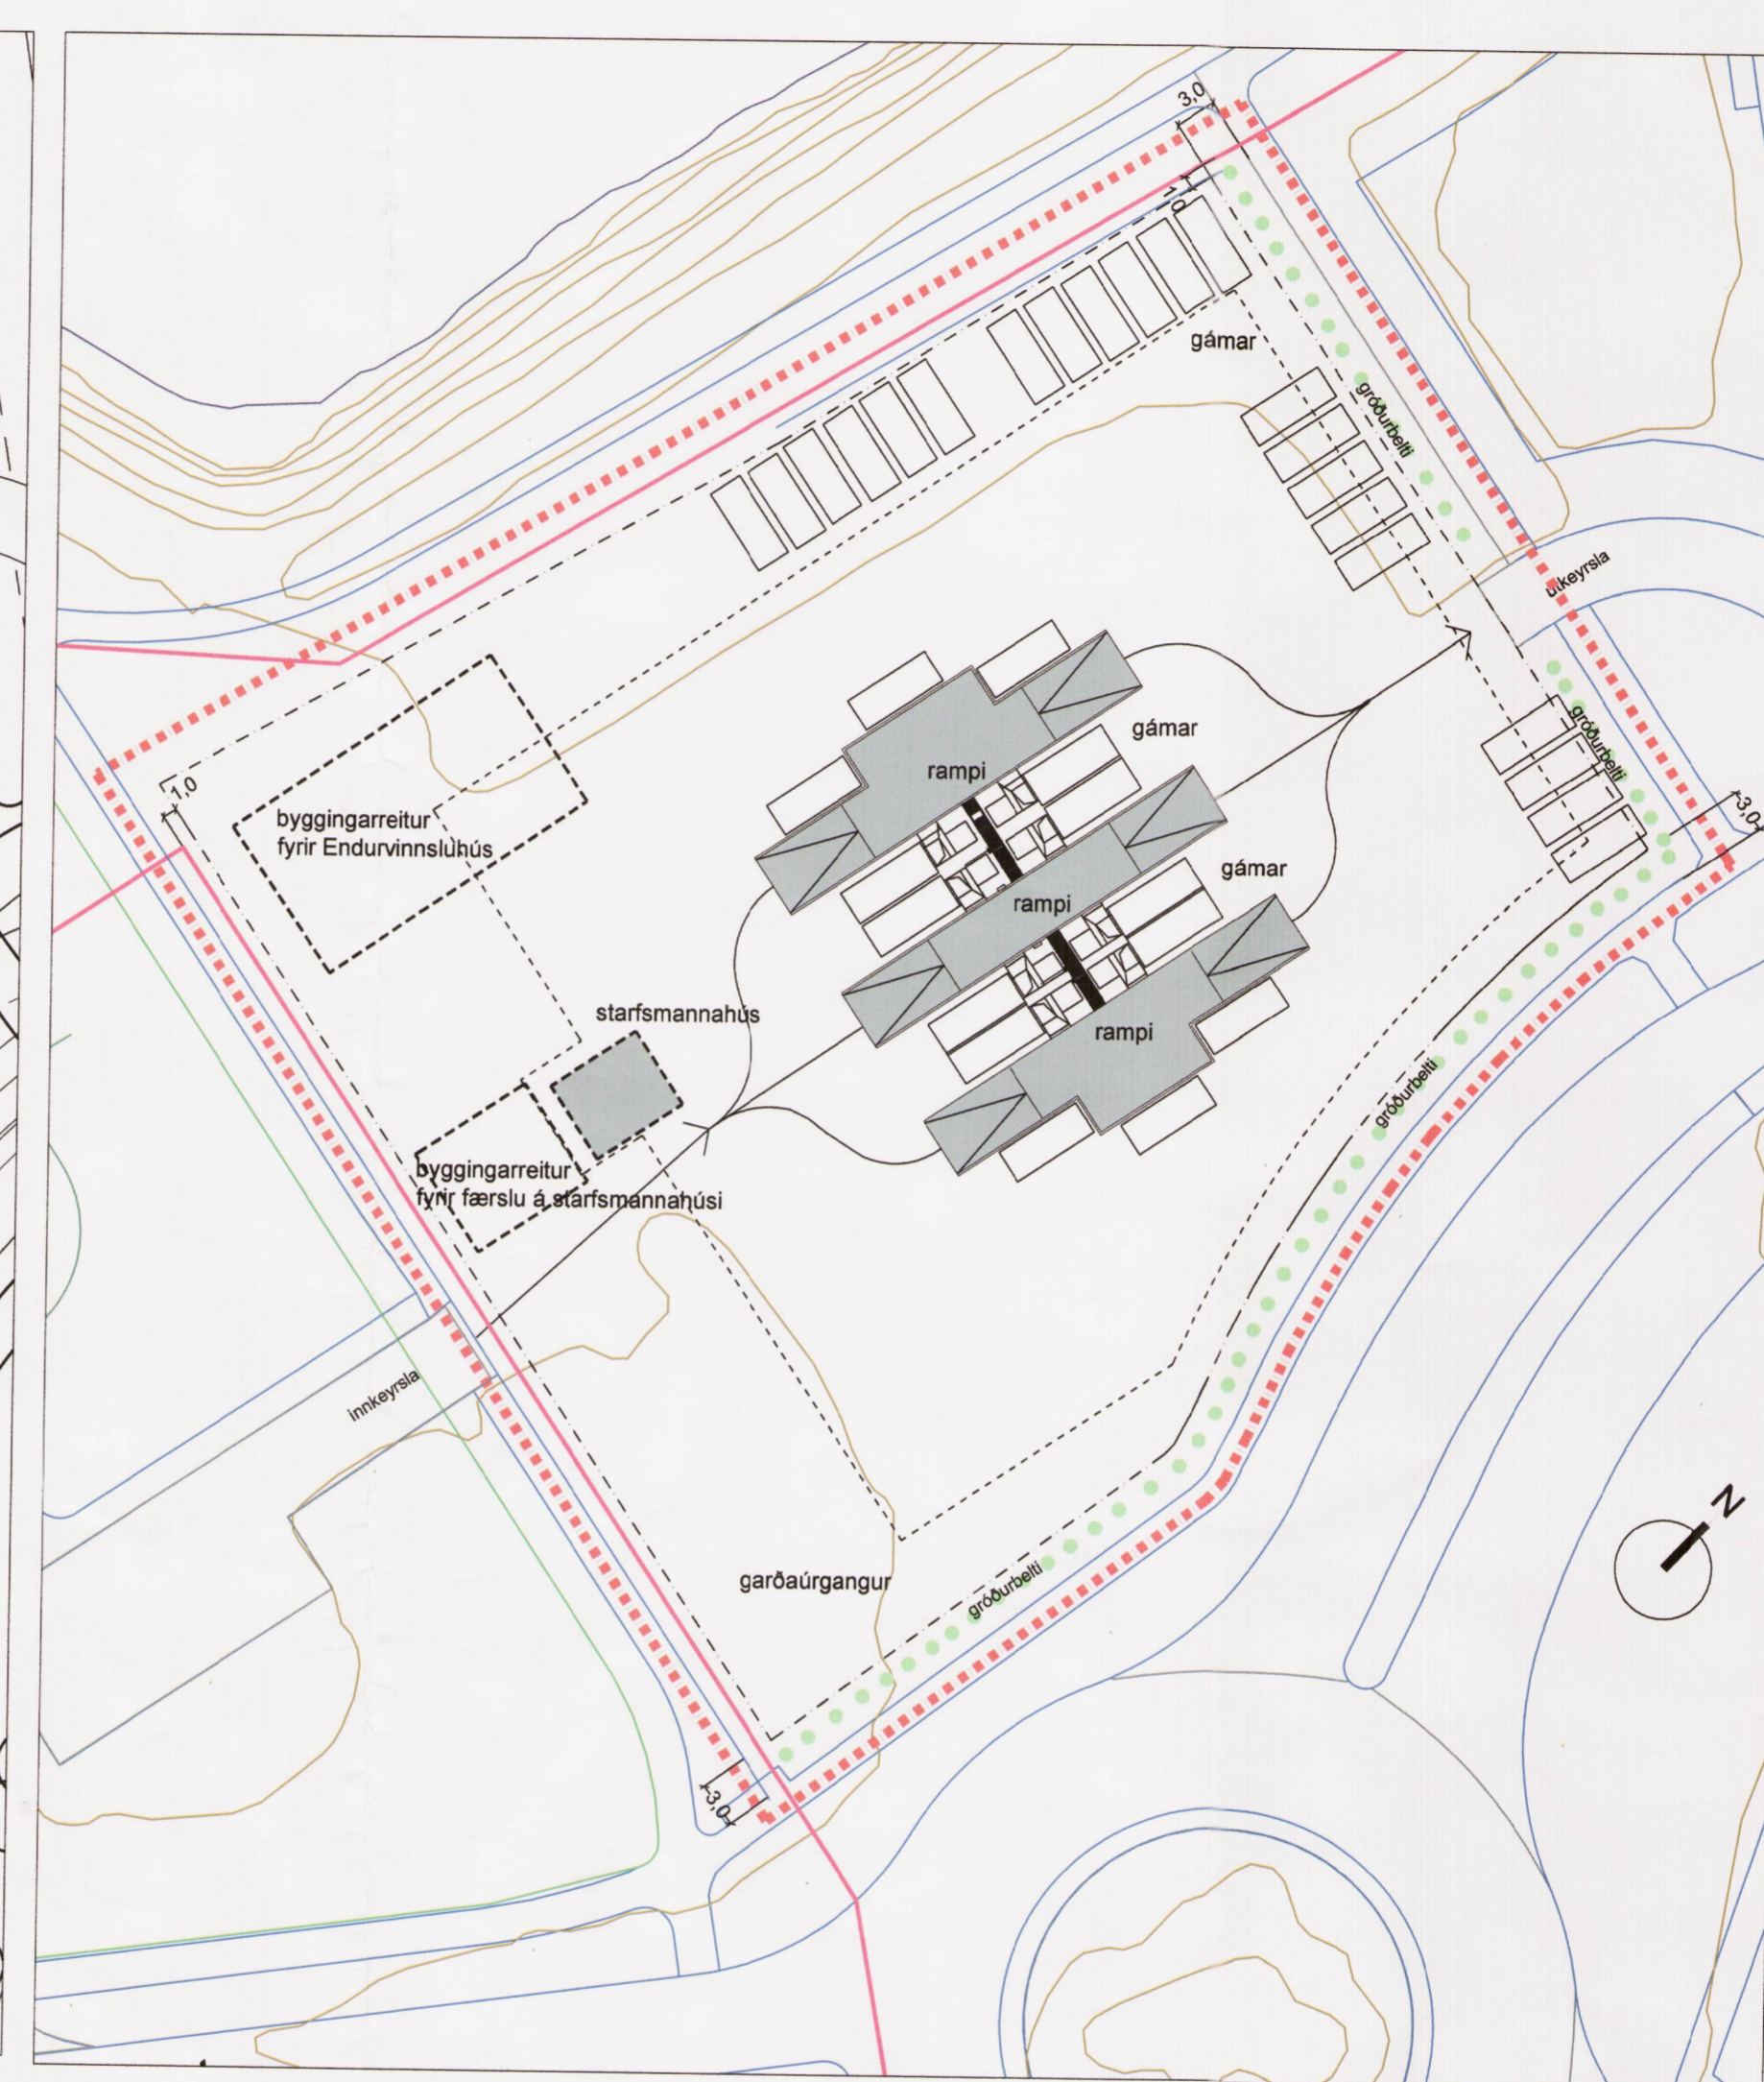 3,0
1,0
gámar
gróðurbelti
útkeyrsla
gámar
gróðurbelti
rampi
1,0
-3,0-
byggingarreitur
fyrir Endurvinnsluhús
gámar
rampi
starfsmannahús
rampi
gróðurbelti
byggingarreitur
fyrir færslu á starfsmannahúsi
innkeyrsla
N
garðaúrgangur
gróðurbelti
-3,0-